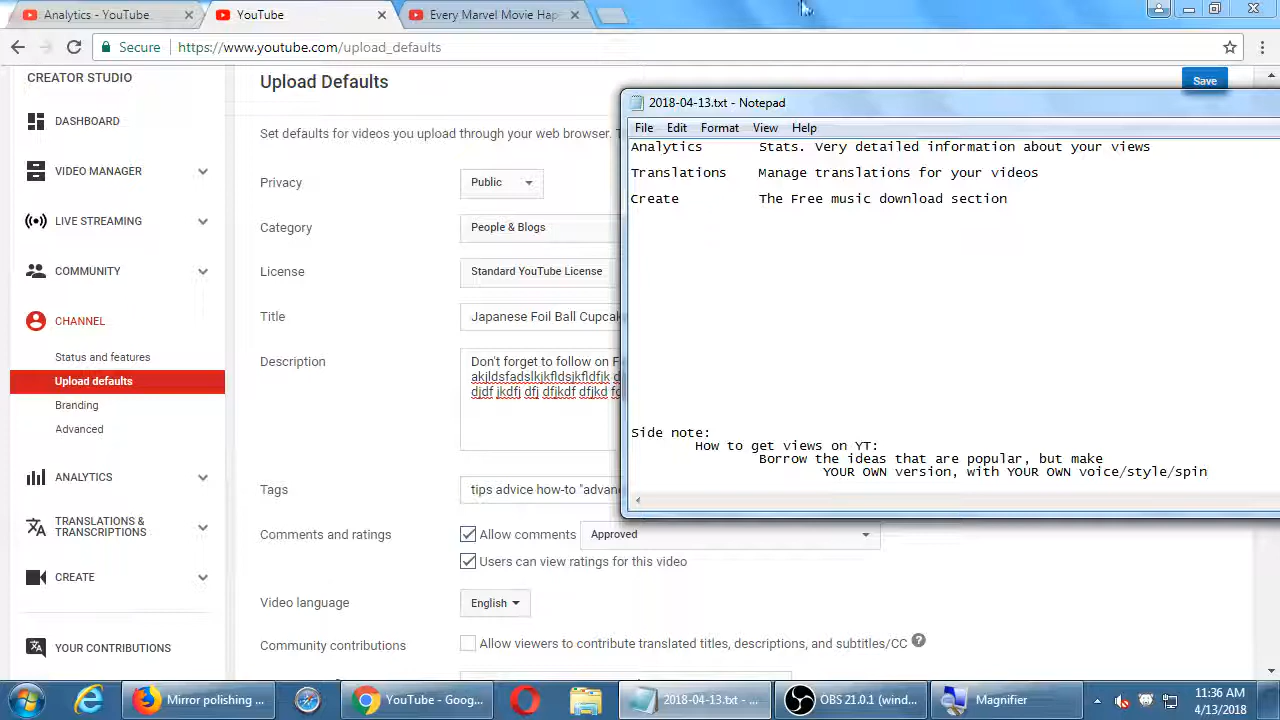 Analytics - YouTube
YouTube
Every Marvel Movie Hap
Secure
https://www.youtube.com/upload_defaults
CREATOR STUDIO
DASHBOARD
VIDEO MANAGER
LIVE STREAMING
COMMUNITY
CHANNEL
Status and features
Upload defaults
Branding
Advanced
ANALYTICS
TRANSLATIONS &
TRANSCRIPTIONS
CREATE
YOUR CONTRIBUTIONS
Upload Defaults
Save
Set defaults for videos you upload through your web browser.
Privacy
Public
Category
People & Blogs
License
Standard YouTube License
Title
Japanese Foil Ball Cupcak
Description
Don't forget to follow on F
akjldsfadslkjkfldsjkfldfjk d
djdf jkdfj dfj dfjkdf dfjkd fd
Tags
tips advice how-to "advan
Comments and ratings
Allow comments
Approved
Users can view ratings for this video
Video language
English
Community contributions
Allow viewers to contribute translated titles, descriptions, and subtitles/CC
?
2018-04-13.txt - Notepad
File Edit Format View Help
Analytics Stats. Very detailed information about your views
Translations Manage translations for your videos
Create The Free music download section
Side note:
How to get views on YT:
Borrow the ideas that are popular, but make
YOUR OWN version, with YOUR OWN voice/style/spin
Mirror polishing ...
YouTube - Goog...
2018-04-13.txt - ...
OBS 21.0.1 (wind...
Magnifier
11:36 AM
4/13/2018